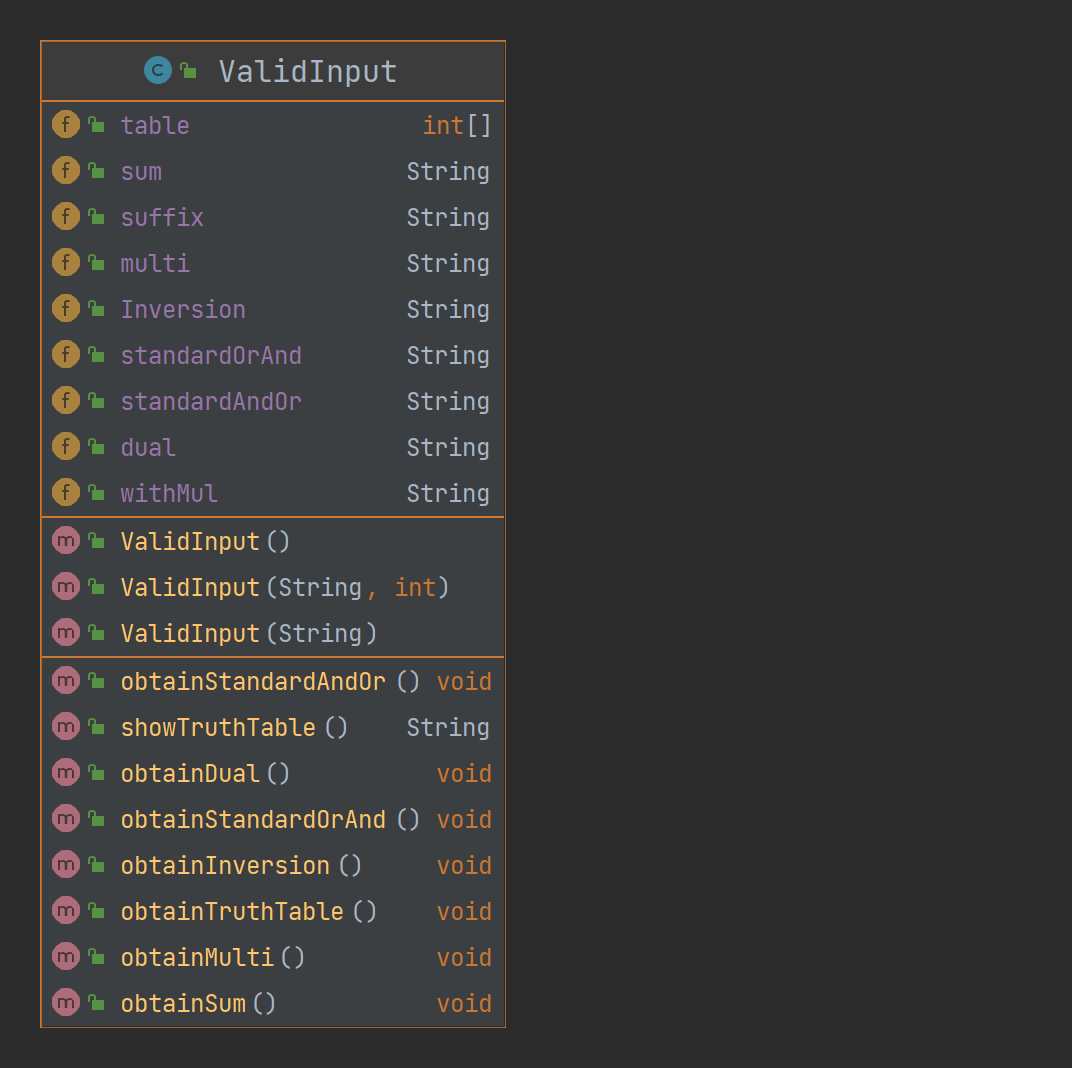 ValidInput
table int[]
sum String
suffix String
multi String
Inversion String
standardOrAnd String
standardAndOr String
dual String
withMul String
ValidInput()
ValidInput(String, int)
ValidInput(String)
obtainStandardAndOr() void
showTruthTable() String
obtainDual() void
obtainStandardOrAnd() void
obtainInversion() void
obtainTruthTable() void
obtainMulti() void
obtainSum() void